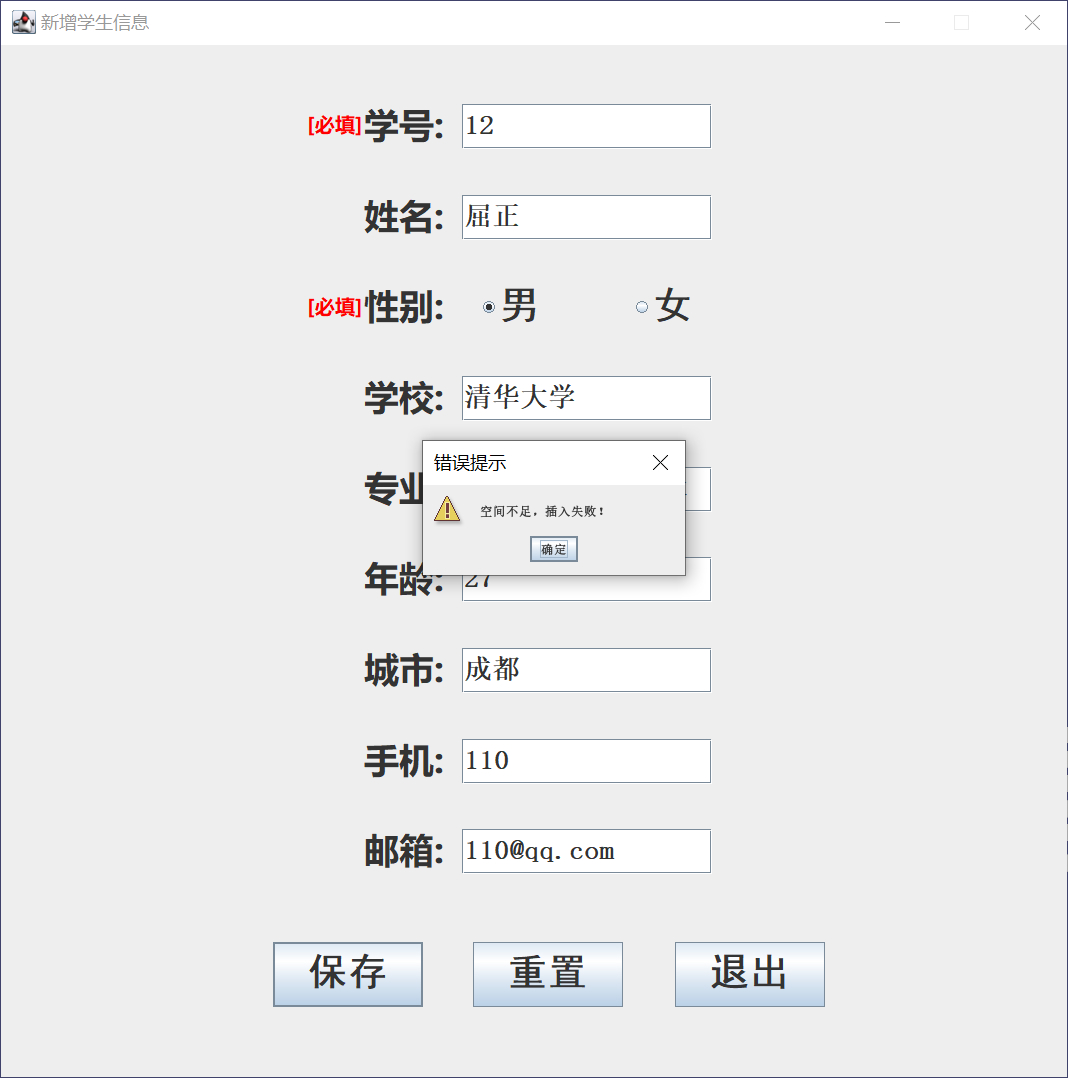 新增学生信息
[必填]学号: 12
姓名: 屈正
[必填]性别: 男 女
学校: 清华大学
错误提示
专业
空间不足，插入失败！
确定
年龄: 27
城市: 成都
手机: 110
邮箱: 110@qq.com
保存 重置 退出